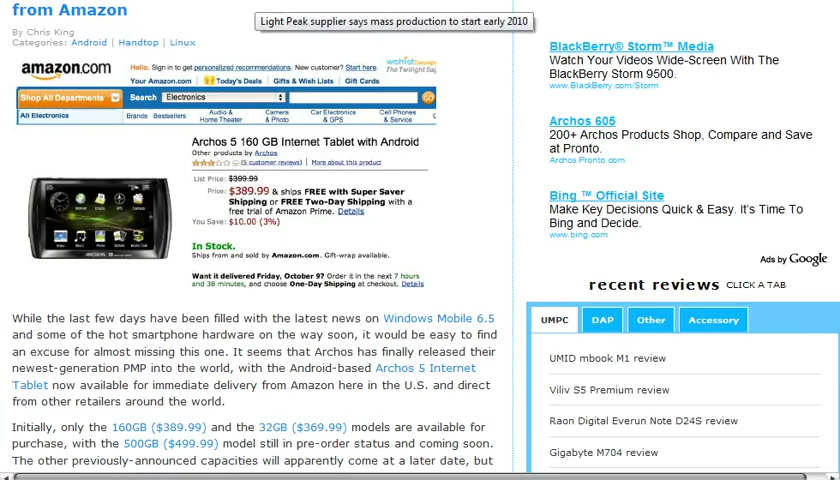 from Amazon
By Chris King
Categories: Android | Handtop | Linux
Light Peak supplier says mass production to start early 2010
amazon.com
Hello. Sign in to get personalized recommendations. New customer? Start here.
wishlist
The Twilight
Your Amazon.com
Today's Deals
Gifts & Wish Lists
Gift Cards
Shop All Departments
Search
Electronics
GO
All Electronics
Brands
Bestsellers
Audio & Home
Camera & Photo
Car Electronics & GPS
Cell Phones & Service
Archos 5 160 GB Internet Tablet with Android
Other products by Archos
(5 customer reviews) | More about this product
List Price: $399.99
Price: $389.99 & ships FREE with Super Saver
Shipping or FREE Two-Day Shipping with a
free trial of Amazon Prime. Details
You Save: $10.00 (3%)
In Stock.
Ships from and sold by Amazon.com. Gift-wrap available.
Want it delivered Friday, October 9? Order it in the next 7 hours
and 38 minutes, and choose One-Day Shipping at checkout. Details
ARCHOS
While the last few days have been filled with the latest news on Windows Mobile 6.5
and some of the hot smartphone hardware on the way soon, it would be easy to find
an excuse for almost missing this one. It seems that Archos has finally released their
newest-generation PMP into the world, with the Android-based Archos 5 Internet
Tablet now available for immediate delivery from Amazon here in the U.S. and direct
from other retailers around the world.
Initially, only the 160GB ($389.99) and the 32GB ($369.99) models are available for
purchase, with the 500GB ($499.99) model still in pre-order status and coming soon.
The other previously-announced capacities will apparently come at a later date, but
BlackBerry® Storm™ Media
Watch Your Videos Wide-Screen With The
BlackBerry Storm 9500.
www.BlackBerry.com/Storm
Archos 605
200+ Archos Products Shop, Compare and Save
at Pronto.
Archos.Pronto.com
Bing ™ Official Site
Make Key Decisions Quick & Easy. It's Time To
Bing and Decide.
www.bing.com
Ads by Google
recent reviews CLICK A TAB
UMPC
DAP
Other
Accessory
UMID mbook M1 review
Viliv S5 Premium review
Raon Digital Everun Note D24S review
Gigabyte M704 review